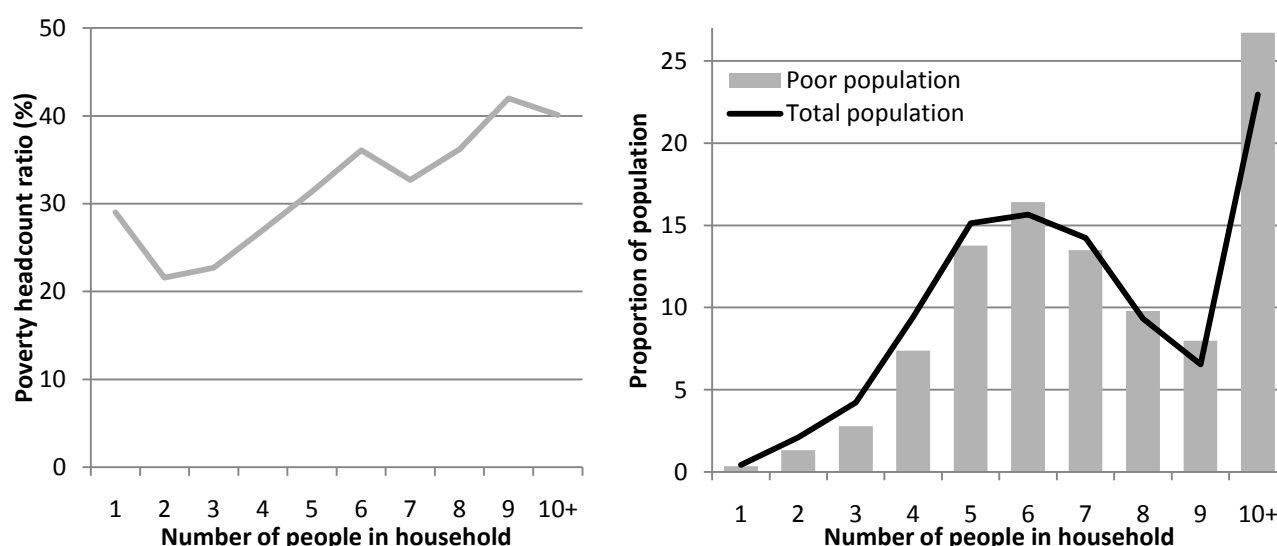 Poverty headcount ratio (%)
50
40
30
20
10
0
1 2 3 4 5 6 7 8 9 10+
Number of people in household
Proportion of population
25
20
15
10
5
0
Poor population
Total population
1 2 3 4 5 6 7 8 9 10+
Number of people in household